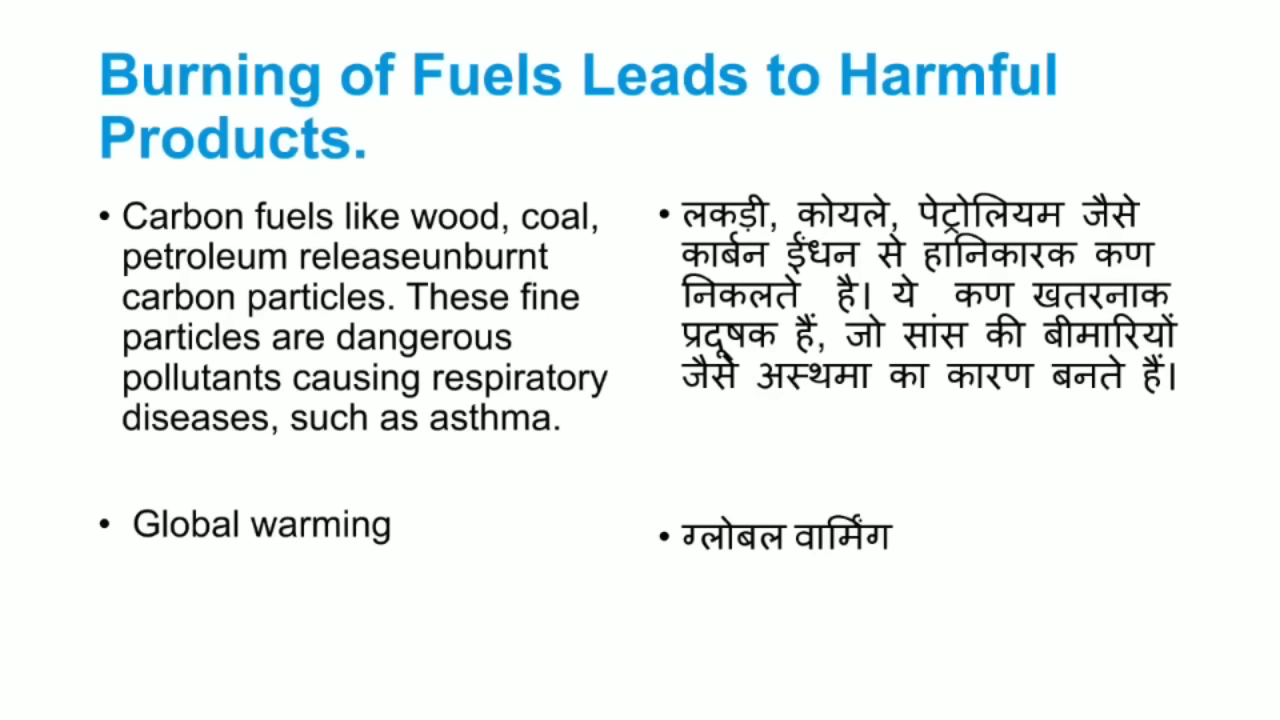 Burning of Fuels Leads to Harmful
Products.
• Carbon fuels like wood, coal,
petroleum releaseunburnt
carbon particles. These fine
particles are dangerous
pollutants causing respiratory
diseases, such as asthma.
• Global warming
• लकड़ी, कोयले, पेट्रोलियम जैसे
कार्बन ईंधन से हानिकारक कण
निकलते है। ये कण खतरनाक
प्रदूषक हैं, जो सांस की बीमारियों
जैसे अस्थमा का कारण बनते हैं।
• ग्लोबल वार्मिंग